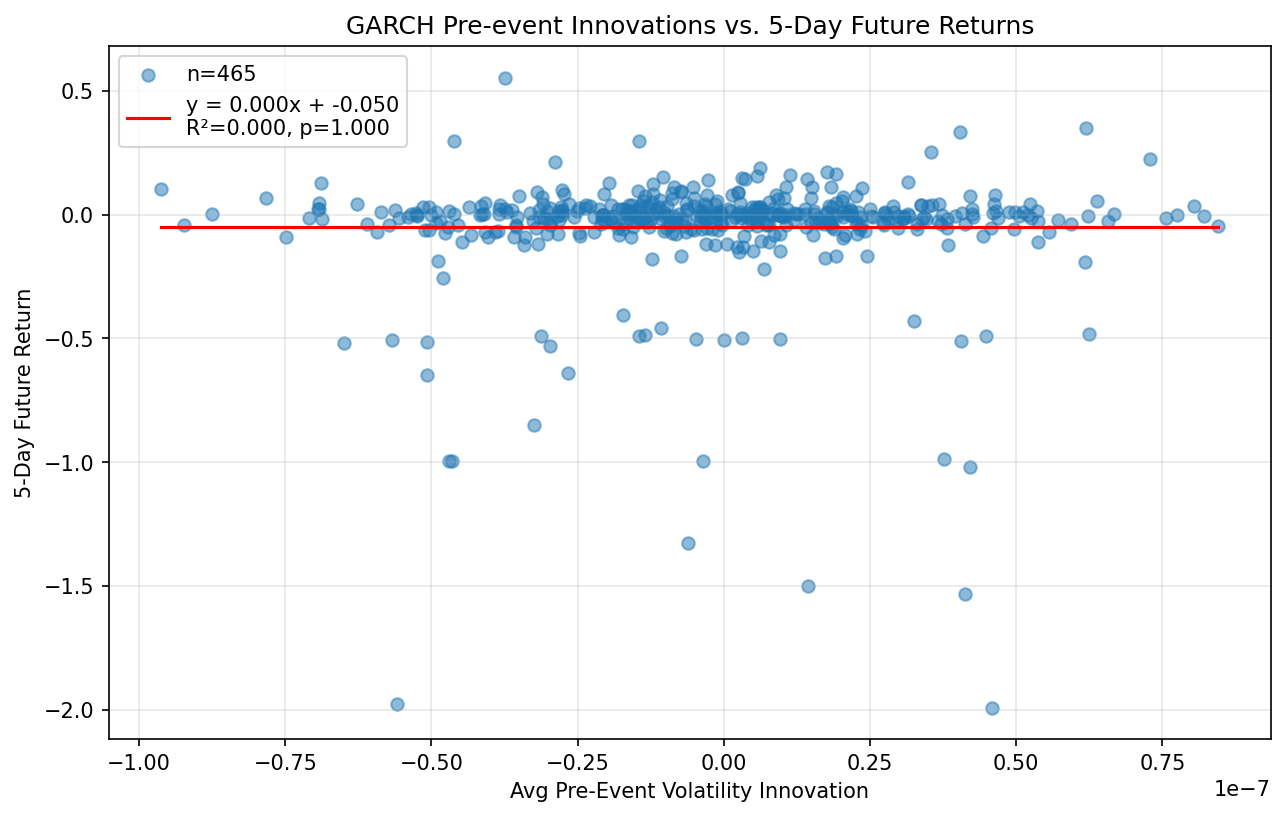 GARCH Pre-event Innovations vs. 5-Day Future Returns
n=465
y = 0.000x + -0.050
R²=0.000, p=1.000
5-Day Future Return
0.5
0.0
−0.5
−1.0
−1.5
−2.0
−1.00 −0.75 −0.50 −0.25 0.00 0.25 0.50 0.75
1e−7
Avg Pre-Event Volatility Innovation